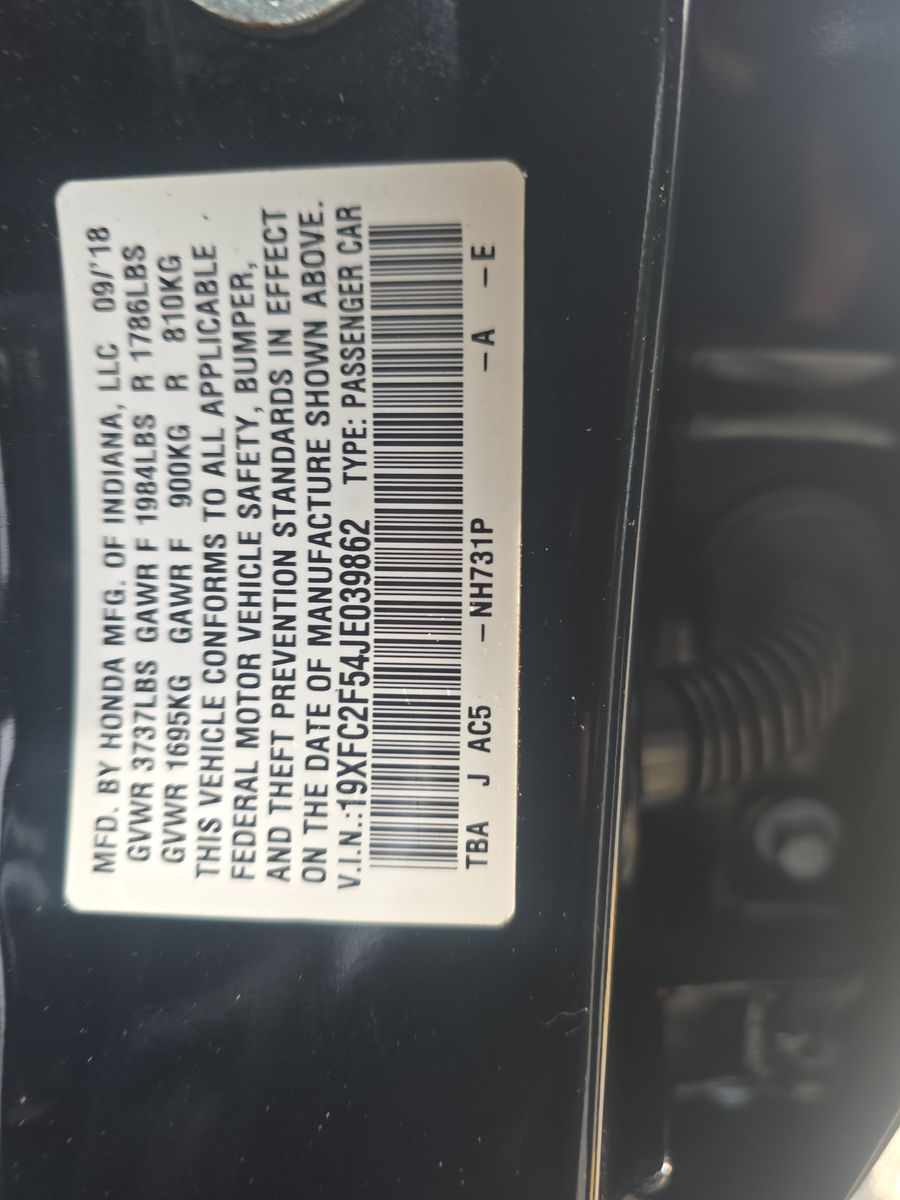 MFD. BY HONDA MFG. OF INDIANA, LLC 09/'18
GVWR 3737LBS GAWR F 1984LBS R 1786LBS
GVWR 1695KG GAWR F 900KG R 810KG
THIS VEHICLE CONFORMS TO ALL APPLICABLE
FEDERAL MOTOR VEHICLE SAFETY, BUMPER,
AND THEFT PREVENTION STANDARDS IN EFFECT
ON THE DATE OF MANUFACTURE SHOWN ABOVE.
V.I.N.:19XFC2F54JE039862 TYPE: PASSENGER CAR
TBA J AC5 -NH731P -A -E